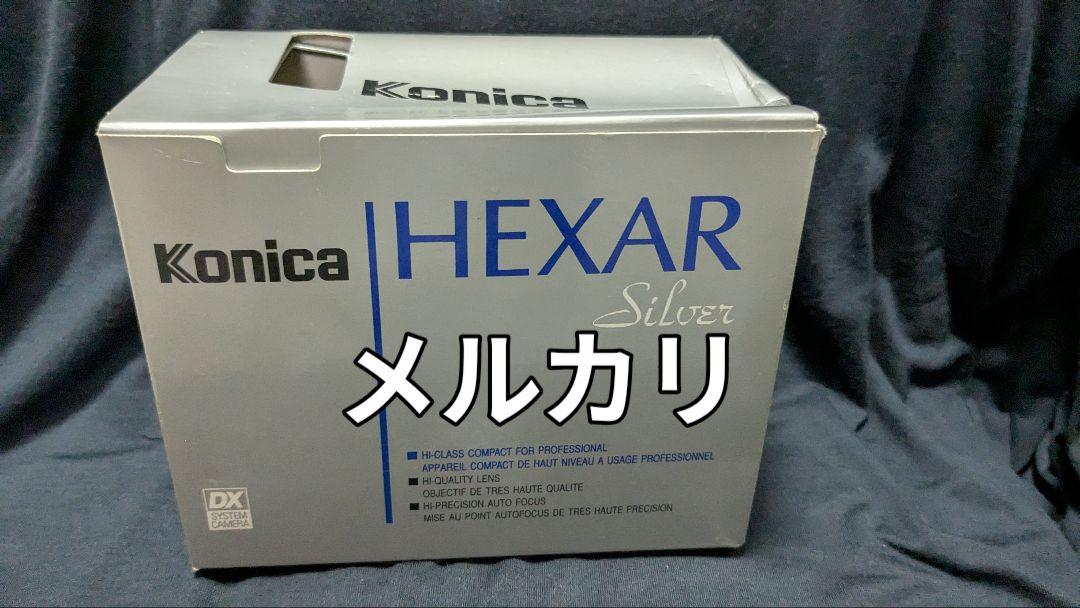 Konica
Konica
HEXAR
Silver
メルカリ
HI-CLASS COMPACT FOR PROFESSIONAL
APPAREIL COMPACT DE HAUT NIVEAU A USAGE PROFESSIONNEL
HI-QUALITY LENS
OBJECTIF DE TRES HAUTE QUALITE
HI-PRECISION AUTO FOCUS
MISE AU POINT AUTOFOCUS DE TRES HAUTE PRECISION
DX
SYSTEM
CAMERA